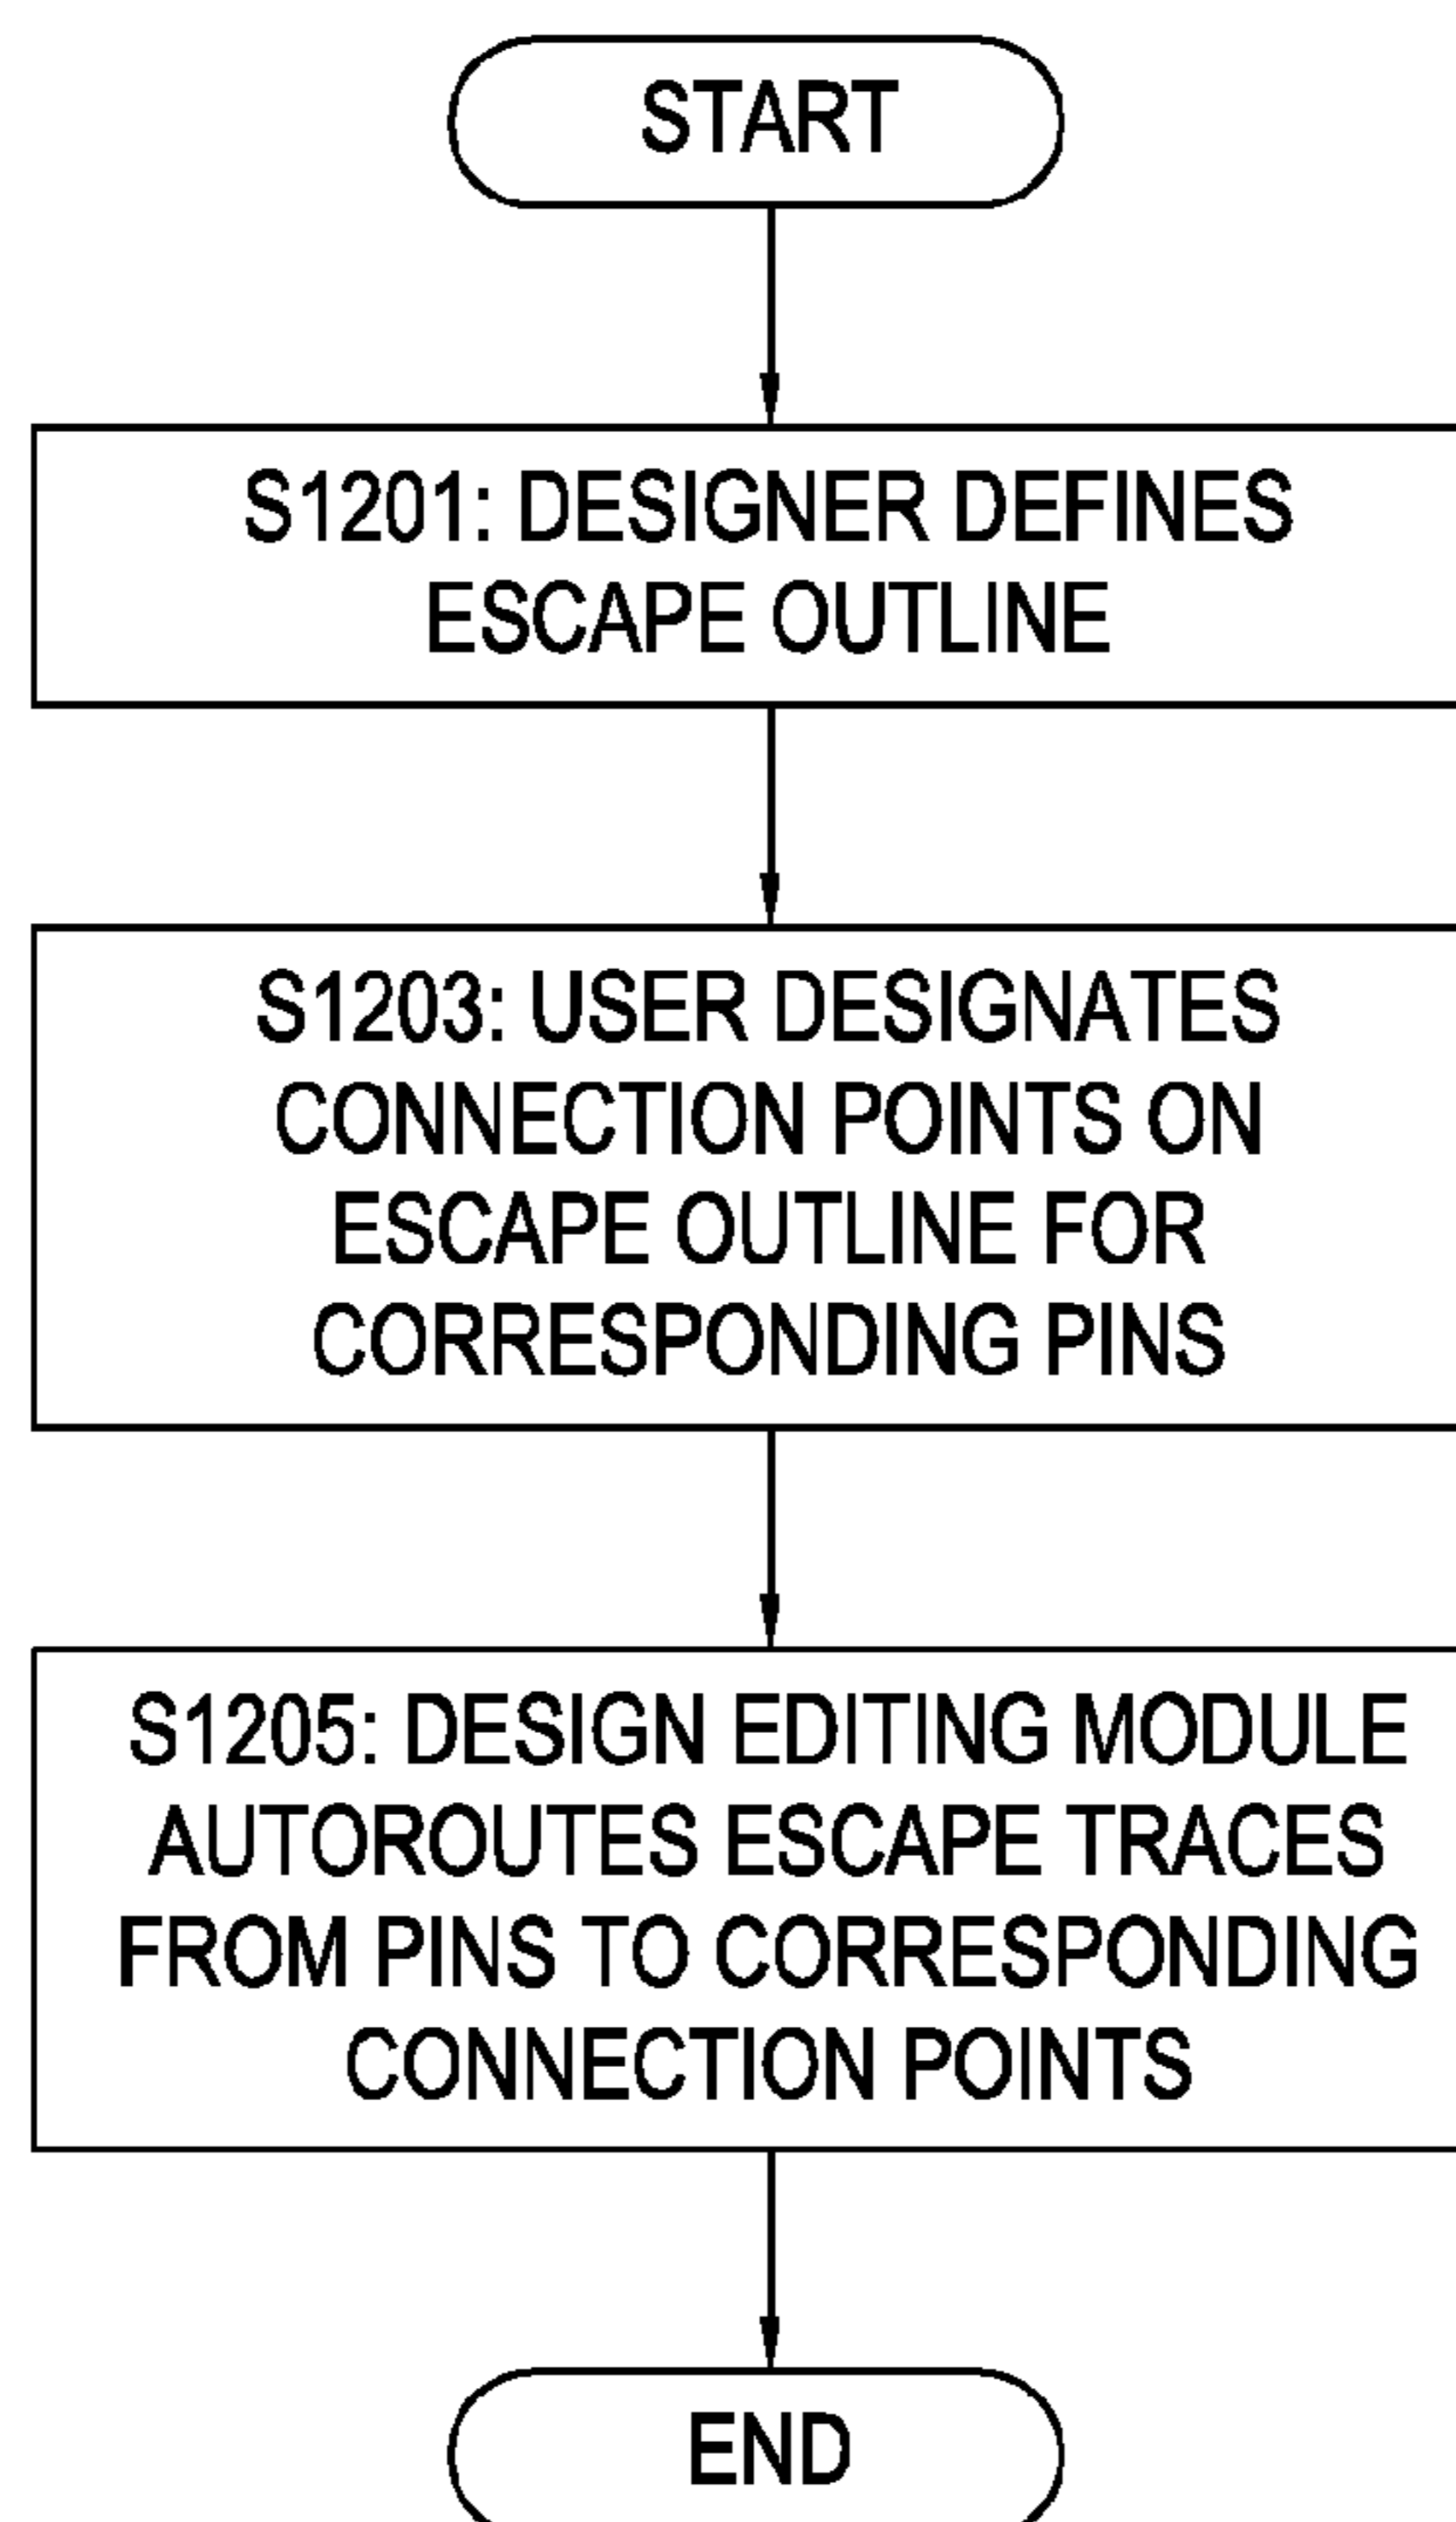 START
S1201: DESIGNER DEFINES
ESCAPE OUTLINE
S1203: USER DESIGNATES
CONNECTION POINTS ON
ESCAPE OUTLINE FOR
CORRESPONDING PINS
S1205: DESIGN EDITING MODULE
AUTOROUTES ESCAPE TRACES
FROM PINS TO CORRESPONDING
CONNECTION POINTS
END